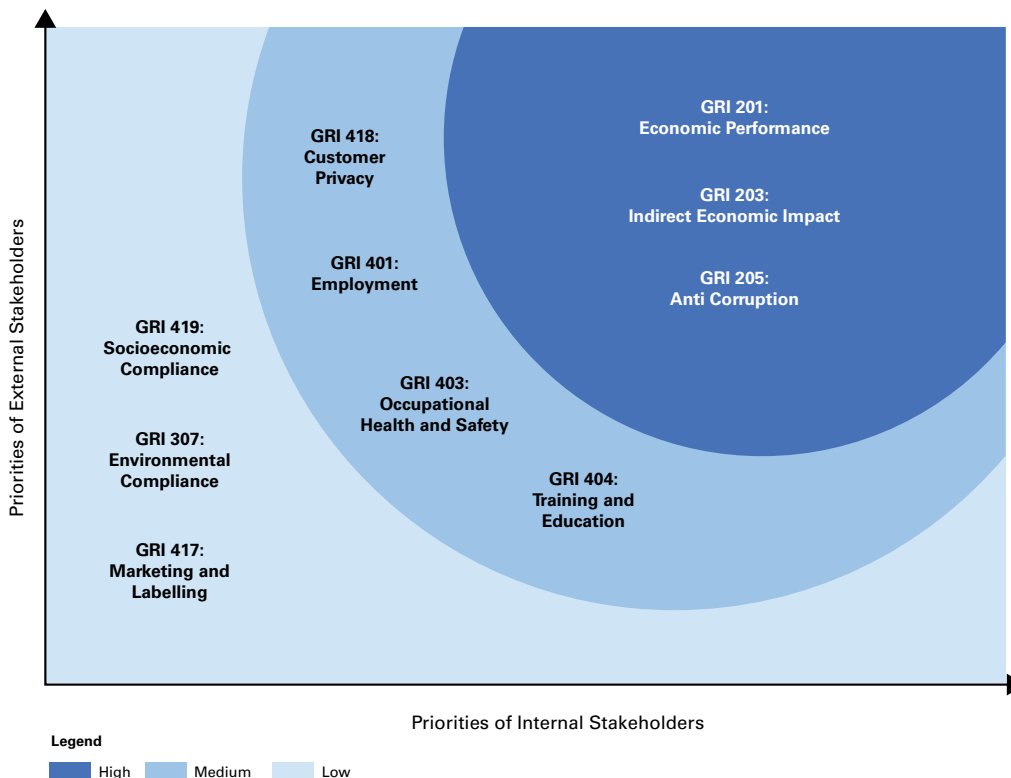 Priorities of External Stakeholders
GRI 201:
Economic Performance
GRI 418:
Customer
Privacy
GRI 203:
Indirect Economic Impact
GRI 401:
Employment
GRI 205:
Anti Corruption
GRI 419:
Socioeconomic
Compliance
GRI 403:
Occupational
Health and Safety
GRI 307:
Environmental
Compliance
GRI 404:
Training and
Education
GRI 417:
Marketing and
Labelling
Priorities of Internal Stakeholders
Legend
High
Medium
Low